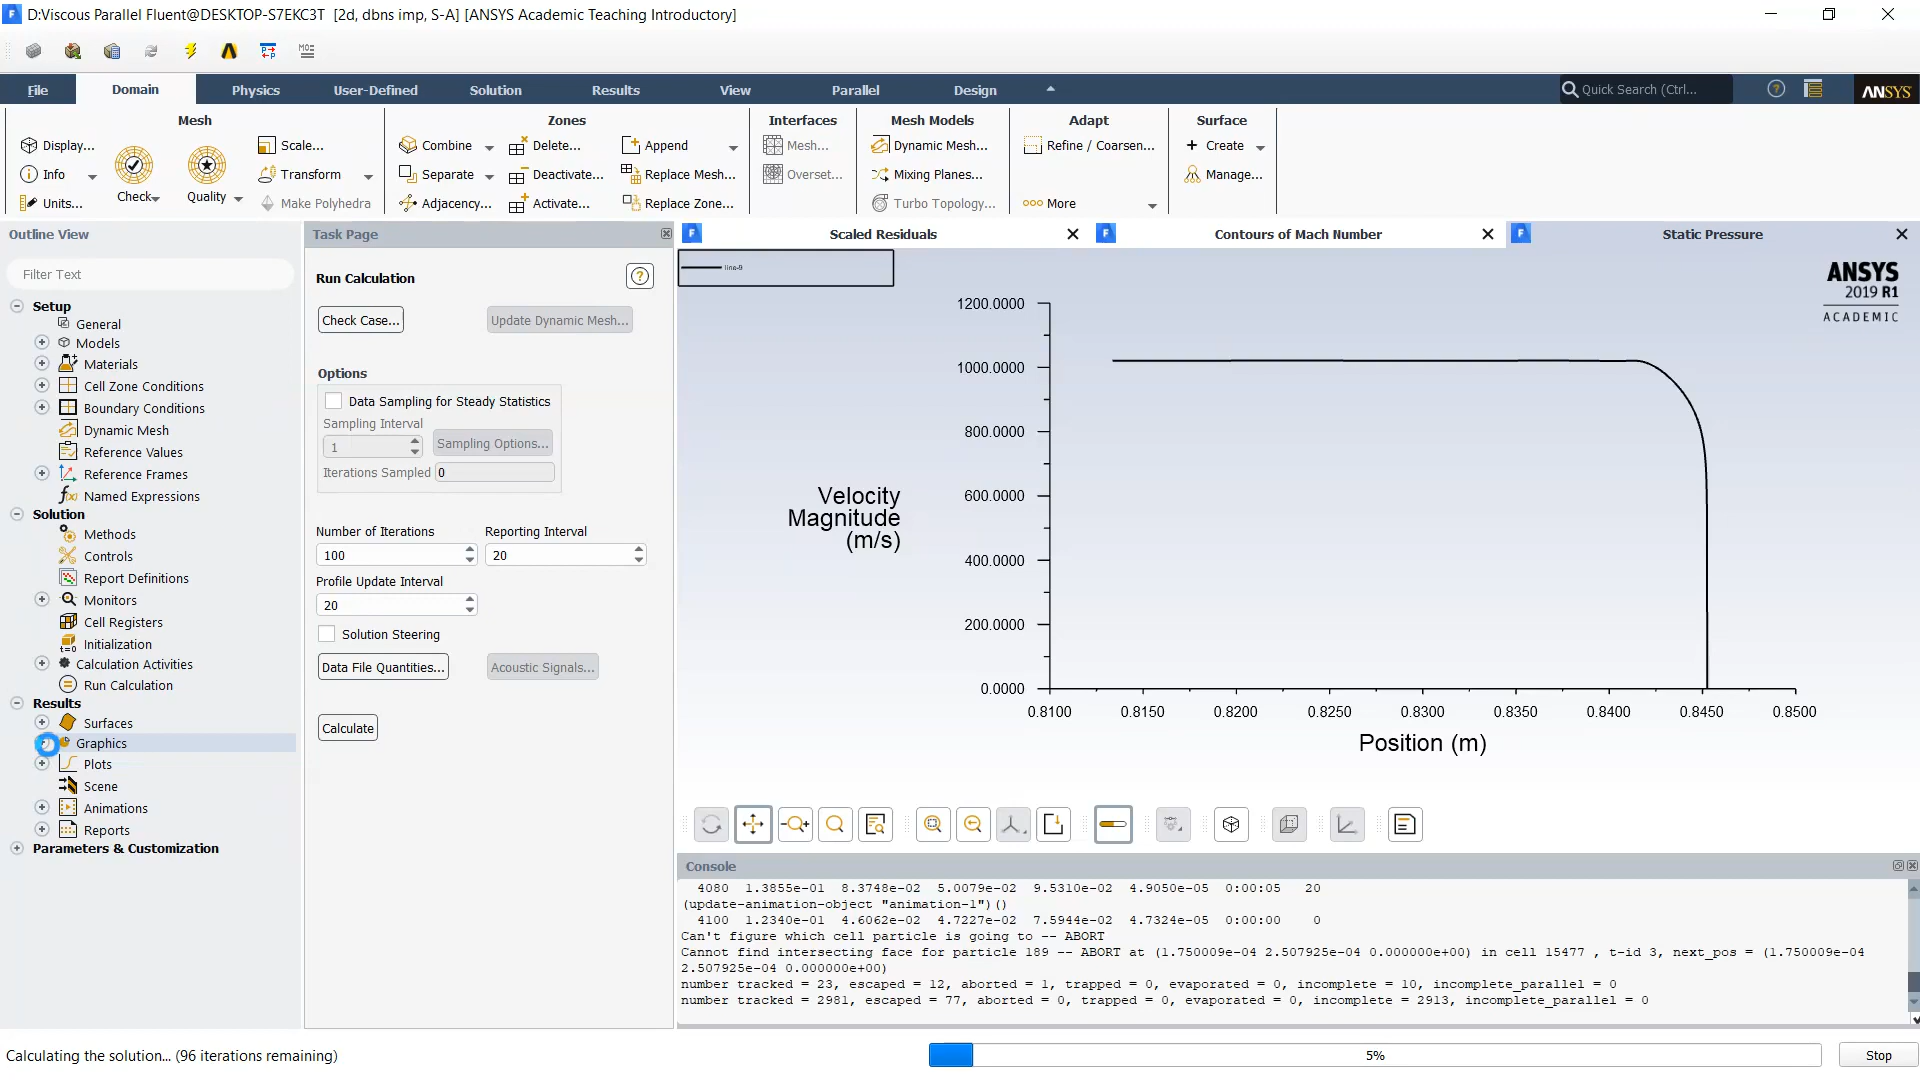 D:Viscous Parallel Fluent@DESKTOP-S7EKC3T [2d, dbns imp, S-A] [ANSYS Academic Teaching Introductory]
File Domain Physics User-Defined Solution Results View Parallel Design Quick Search (Ctrl... ANSYS
Mesh Zones Interfaces Mesh Models Adapt Surface
Display... Scale... Combine Delete... Append Mesh... Dynamic Mesh... Refine / Coarsen... Create
Info Transform Separate Deactivate... Replace Mesh... Overset... Mixing Planes... Manage...
Check Quality
Units... Make Polyhedra Adjacency... Activate... Replace Zone... Turbo Topology... More
Outline View
Filter Text
Setup
General
Models
Materials
Cell Zone Conditions
Boundary Conditions
Dynamic Mesh
Reference Values
Reference Frames
Named Expressions
Solution
Methods
Controls
Report Definitions
Monitors
Cell Registers
Initialization
Calculation Activities
Run Calculation
Results
Surfaces
Graphics
Plots
Scene
Animations
Reports
Parameters & Customization
Task Page
Run Calculation
Check Case... Update Dynamic Mesh...
Options
Data Sampling for Steady Statistics
Sampling Interval
1 Sampling Options...
Iterations Sampled 0
Number of Iterations Reporting Interval
100 20
Profile Update Interval
20
Solution Steering
Data File Quantities... Acoustic Signals...
Calculate
Scaled Residuals Contours of Mach Number Static Pressure
line-9
ANSYS
2019 R1
ACADEMIC
1200.0000
1000.0000
800.0000
600.0000
400.0000
200.0000
0.0000
Velocity
Magnitude
(m/s)
0.8100 0.8150 0.8200 0.8250 0.8300 0.8350 0.8400 0.8450 0.8500
Position (m)
Console
4080 1.3855e-01 8.3748e-02 5.0079e-02 9.5310e-02 4.9050e-05 0:00:05 20
(update-animation-object "animation-1")()
4100 1.2340e-01 4.6062e-02 4.7227e-02 7.5944e-02 4.7324e-05 0:00:00 0
Can't figure which cell particle is going to -- ABORT
Cannot find intersecting face for particle 189 -- ABORT at (1.750009e-04 2.507925e-04 0.000000e+00) in cell 15477 , t-id 3, next_pos = (1.750009e-04
2.507925e-04 0.000000e+00)
number tracked = 23, escaped = 12, aborted = 1, trapped = 0, evaporated = 0, incomplete = 10, incomplete_parallel = 0
number tracked = 2981, escaped = 77, aborted = 0, trapped = 0, evaporated = 0, incomplete = 2913, incomplete_parallel = 0
Calculating the solution... (96 iterations remaining) 5% Stop